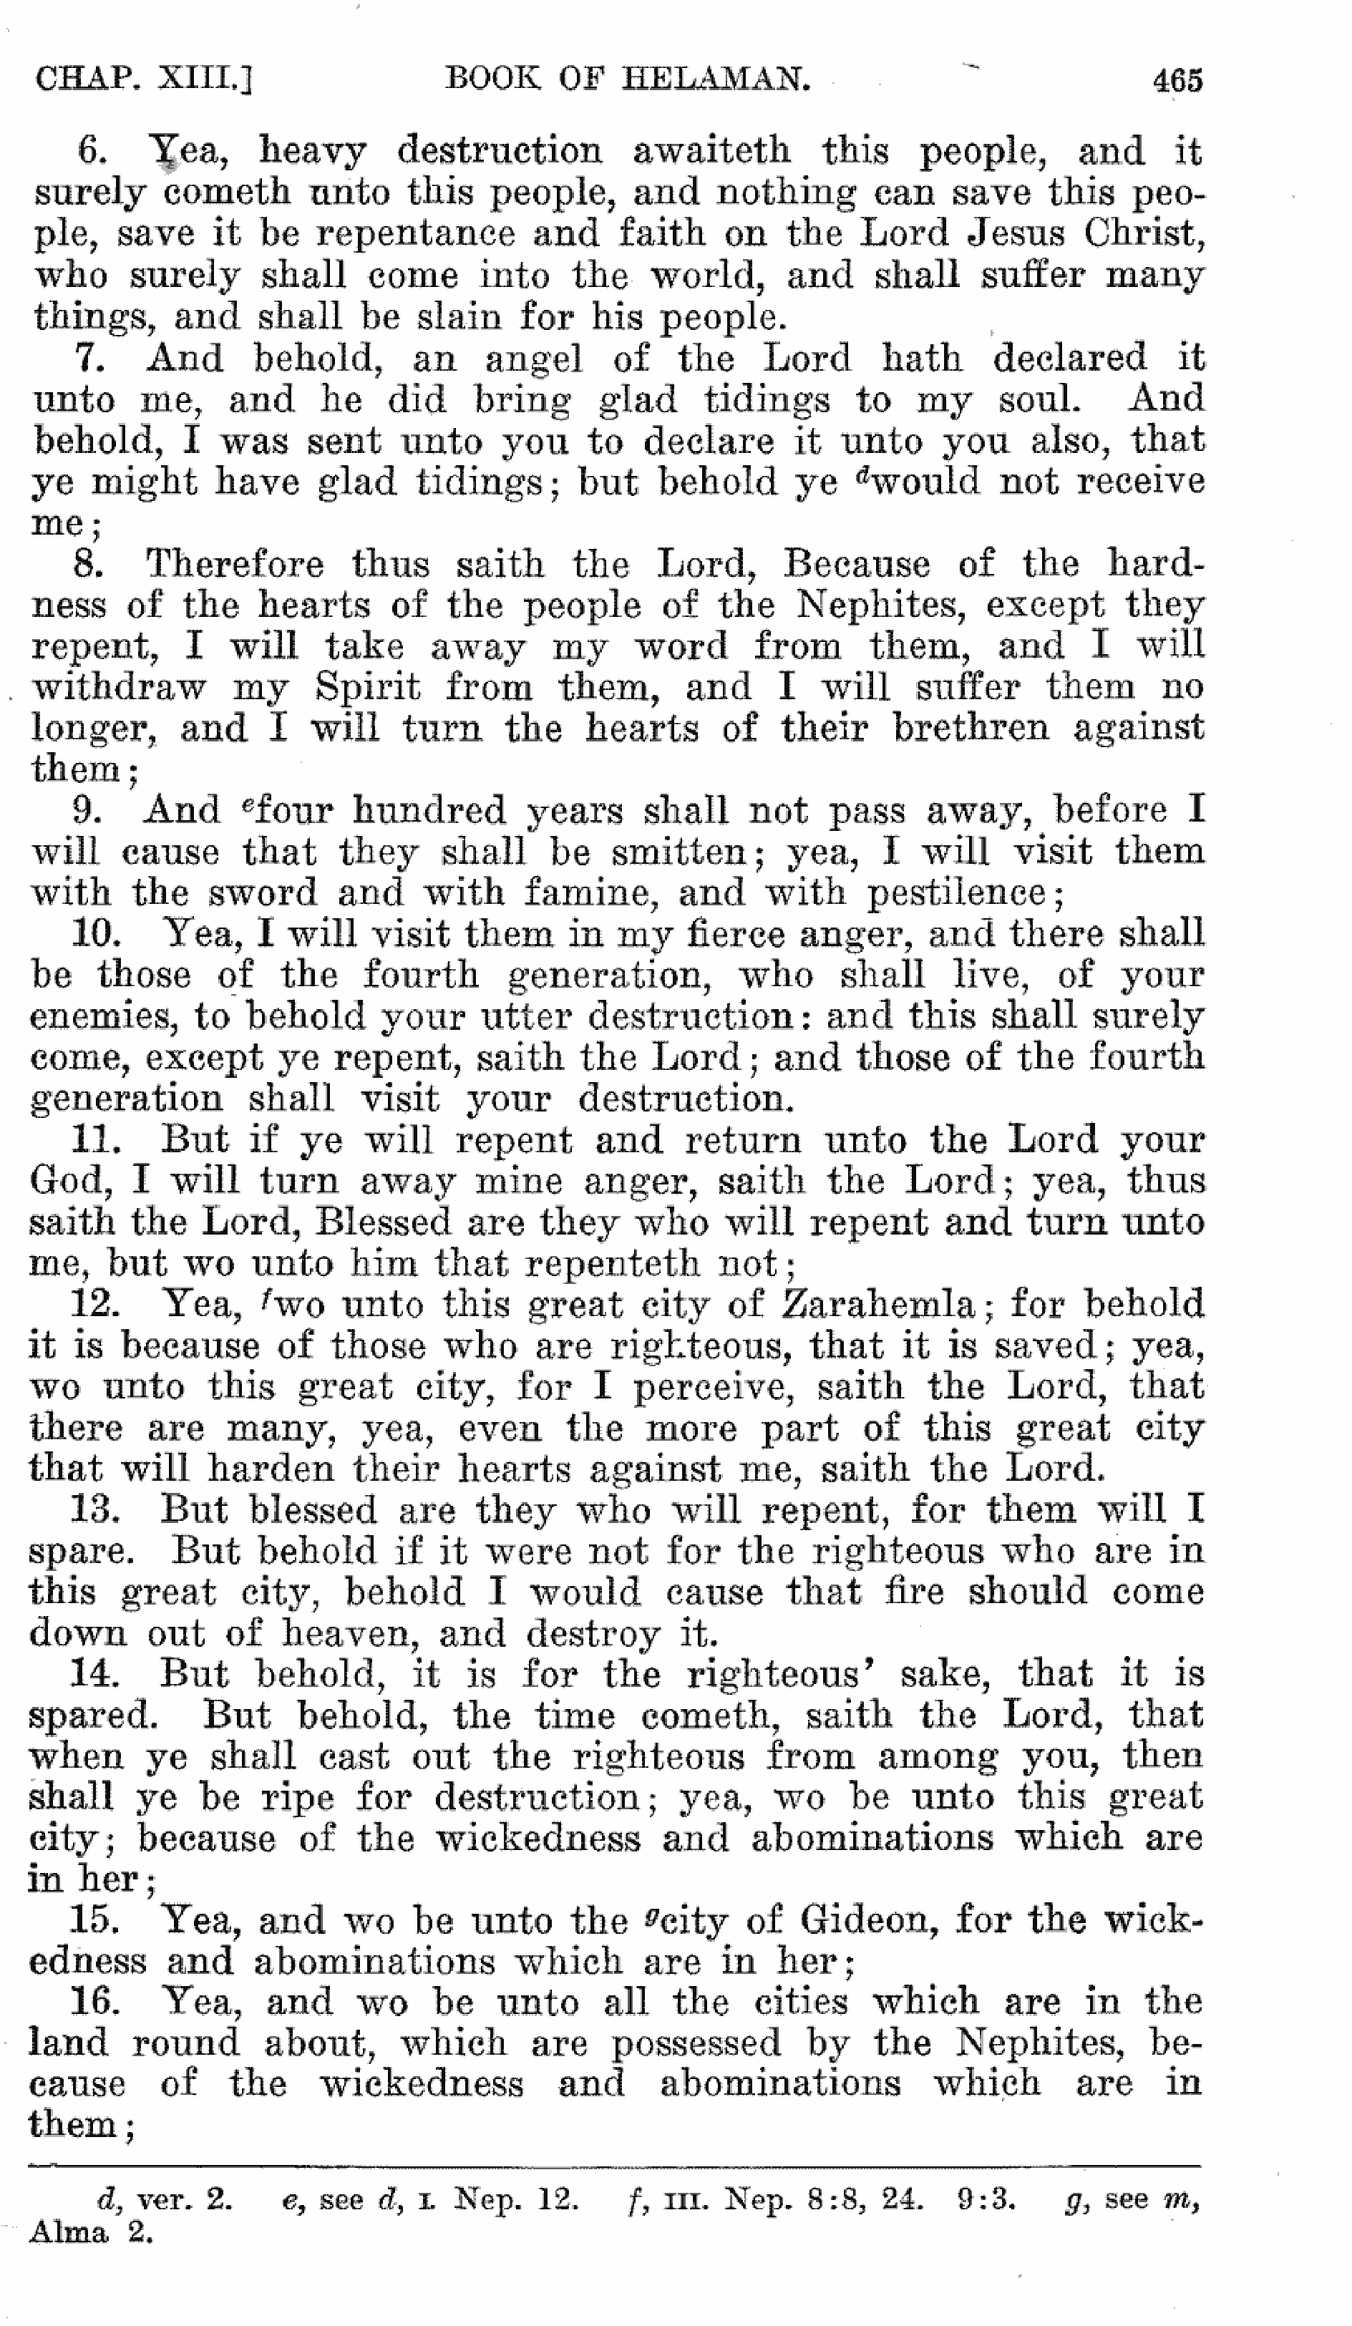 CHAP. XIII.] BOOK OF HELAMAN. 465
6. Yea, heavy destruction awaiteth this people, and it
surely cometh unto this people, and nothing can save this peo-
ple, save it be repentance and faith on the Lord Jesus Christ,
who surely shall come into the world, and shall suffer many
things, and shall be slain for his people.
7. And behold, an angel of the Lord hath declared it
unto me, and he did bring glad tidings to my soul. And
behold, I was sent unto you to declare it unto you also, that
ye might have glad tidings; but behold ye dwould not receive
me;
8. Therefore thus saith the Lord, Because of the hard-
ness of the hearts of the people of the Nephites, except they
repent, I will take away my word from them, and I will
withdraw my Spirit from them, and I will suffer them no
longer, and I will turn the hearts of their brethren against
them;
9. And efour hundred years shall not pass away, before I
will cause that they shall be smitten; yea, I will visit them
with the sword and with famine, and with pestilence;
10. Yea, I will visit them in my fierce anger, and there shall
be those of the fourth generation, who shall live, of your
enemies, to behold your utter destruction: and this shall surely
come, except ye repent, saith the Lord; and those of the fourth
generation shall visit your destruction.
11. But if ye will repent and return unto the Lord your
God, I will turn away mine anger, saith the Lord; yea, thus
saith the Lord, Blessed are they who will repent and turn unto
me, but wo unto him that repenteth not;
12. Yea, fwo unto this great city of Zarahemla; for behold
it is because of those who are righteous, that it is saved; yea,
wo unto this great city, for I perceive, saith the Lord, that
there are many, yea, even the more part of this great city
that will harden their hearts against me, saith the Lord.
13. But blessed are they who will repent, for them will I
spare. But behold if it were not for the righteous who are in
this great city, behold I would cause that fire should come
down out of heaven, and destroy it.
14. But behold, it is for the righteous' sake, that it is
spared. But behold, the time cometh, saith the Lord, that
when ye shall cast out the righteous from among you, then
shall ye be ripe for destruction; yea, wo be unto this great
city; because of the wickedness and abominations which are
in her;
15. Yea, and wo be unto the gcity of Gideon, for the wick-
edness and abominations which are in her;
16. Yea, and wo be unto all the cities which are in the
land round about, which are possessed by the Nephites, be-
cause of the wickedness and abominations which are in
them;
d, ver. 2. e, see d, I. Nep. 12. f, III. Nep. 8:8, 24. 9:3. g, see m,
Alma 2.